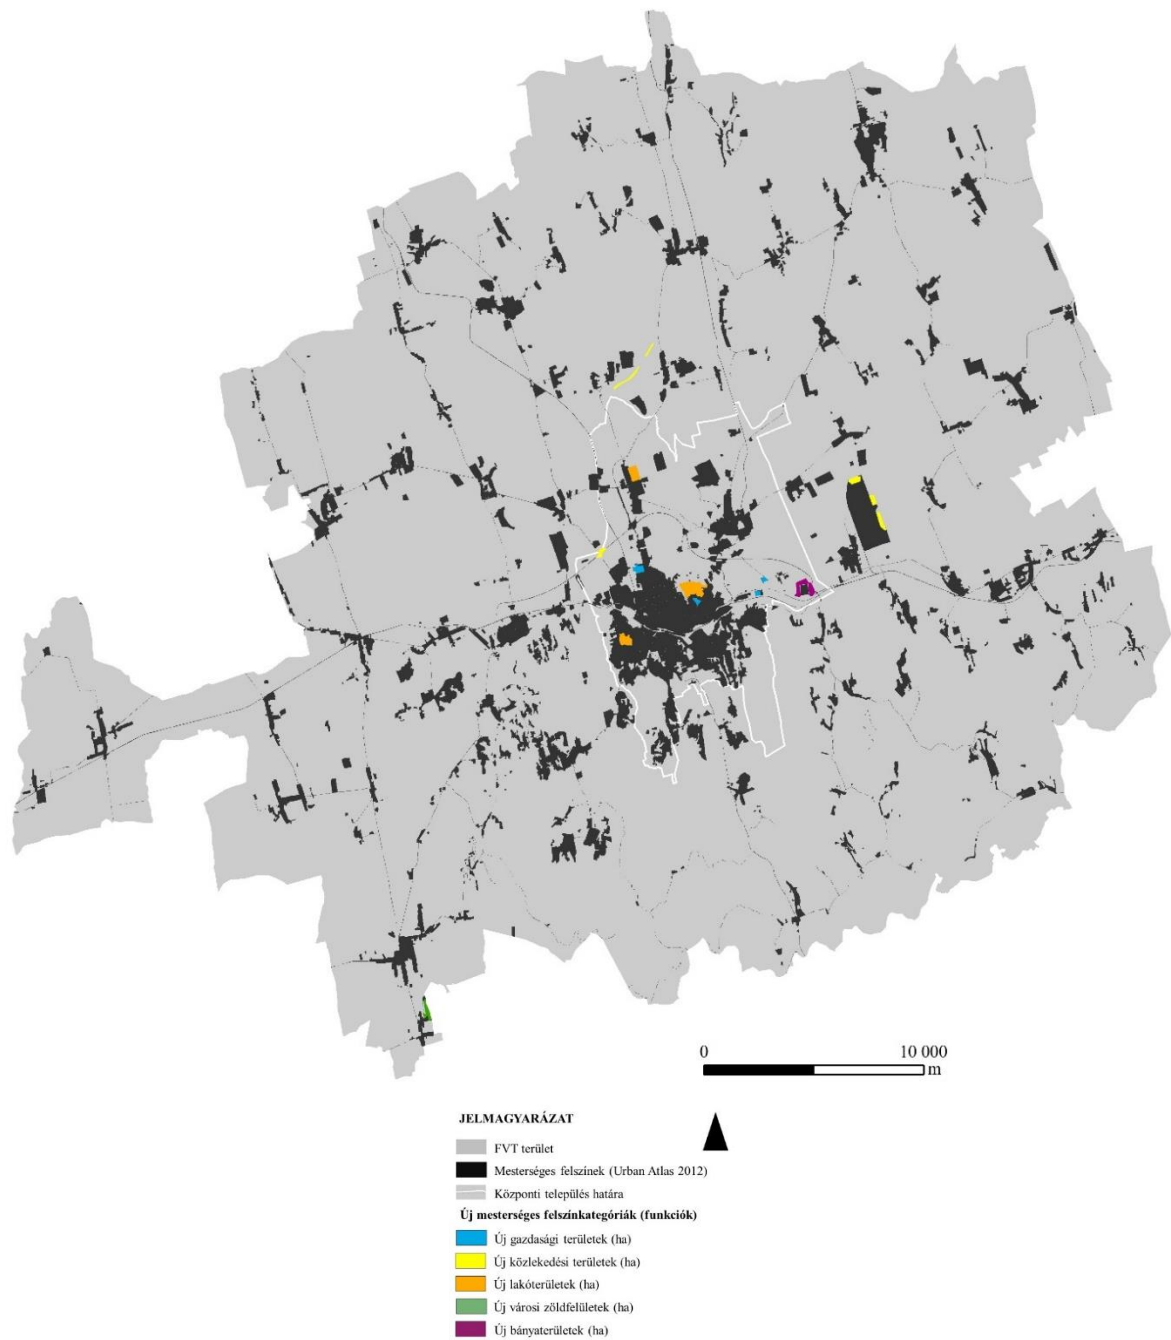 0 10 000
m
JELMAGYARÁZAT
FVT terület
Mesterséges felszínek (Urban Atlas 2012)
Központi település határa
Új mesterséges felszínkategóriák (funkciók)
Új gazdasági területek (ha)
Új közlekedési területek (ha)
Új lakóterületek (ha)
Új városi zöldfelületek (ha)
Új bányaterületek (ha)